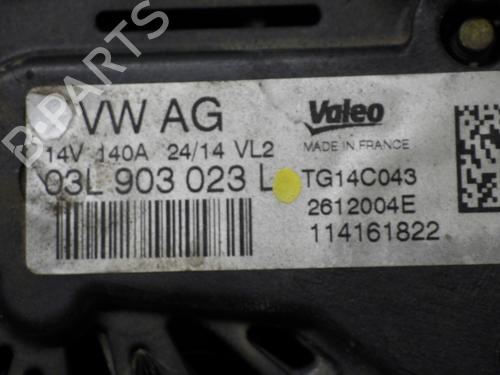 B-PARTS
VW AG
14V 140A 24/14 VL2
03L 903 023 L
Valeo
MADE IN FRANCE
TG14C043
2612004E
114161822